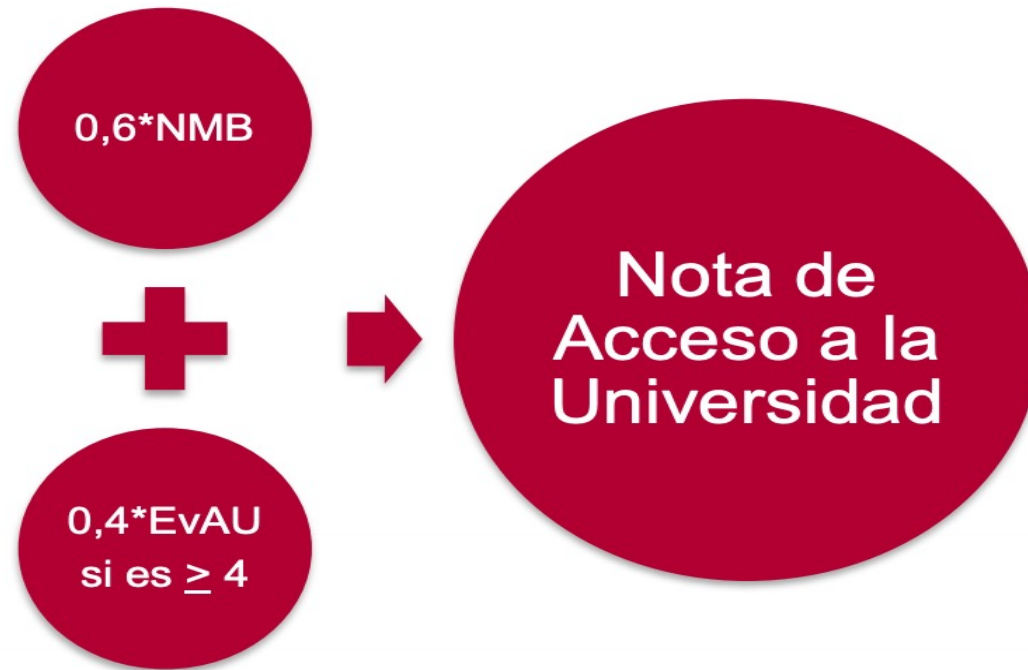 0,6*NMB
0,4*EvAU
si es ≥ 4
Nota de
Acceso a la
Universidad